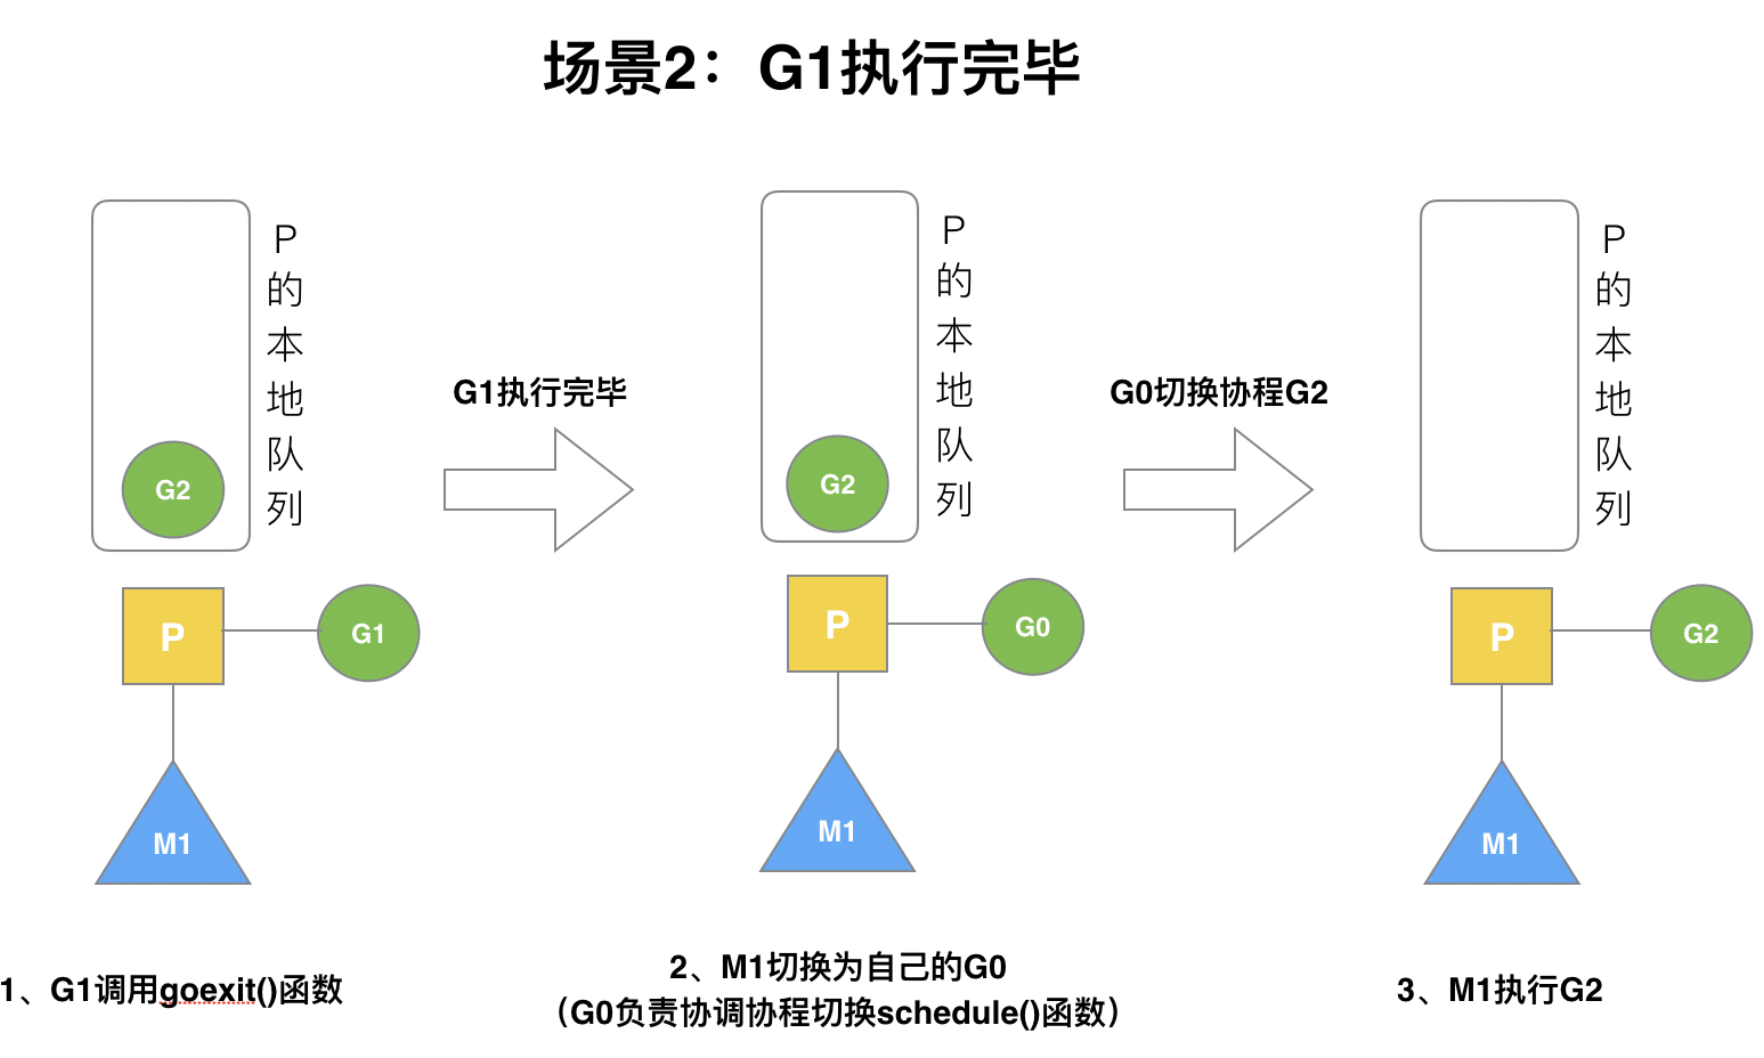 场景2：G1执行完毕
P的本地队列
G2
P
G1
M1
1、G1调用goexit()函数
G1执行完毕
P的本地队列
G2
P
G0
M1
2、M1切换为自己的G0
（G0负责协调协程切换schedule()函数）
G0切换协程G2
P的本地队列
P
G2
M1
3、M1执行G2